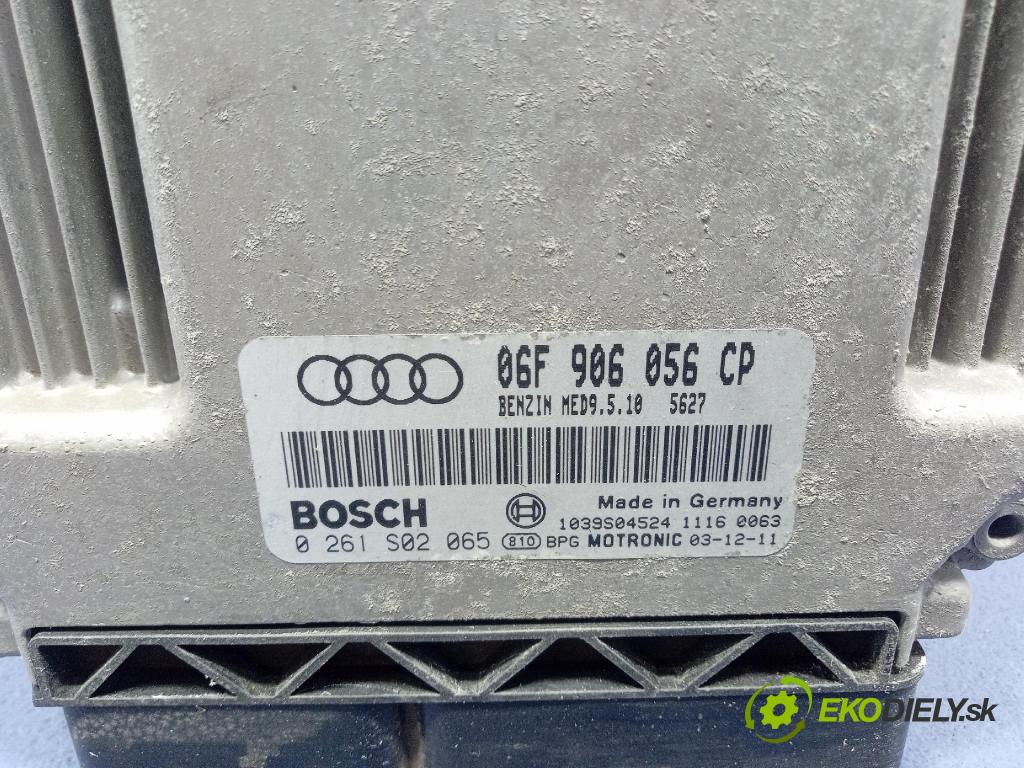 06F 906 056 CP
BENZIN MED9.5.10 5627
BOSCH
Made in Germany
1039S04524 1116 0063
0 261 S02 065 810 BPG MOTRONIC 03-12-11
EKODIELY.sk